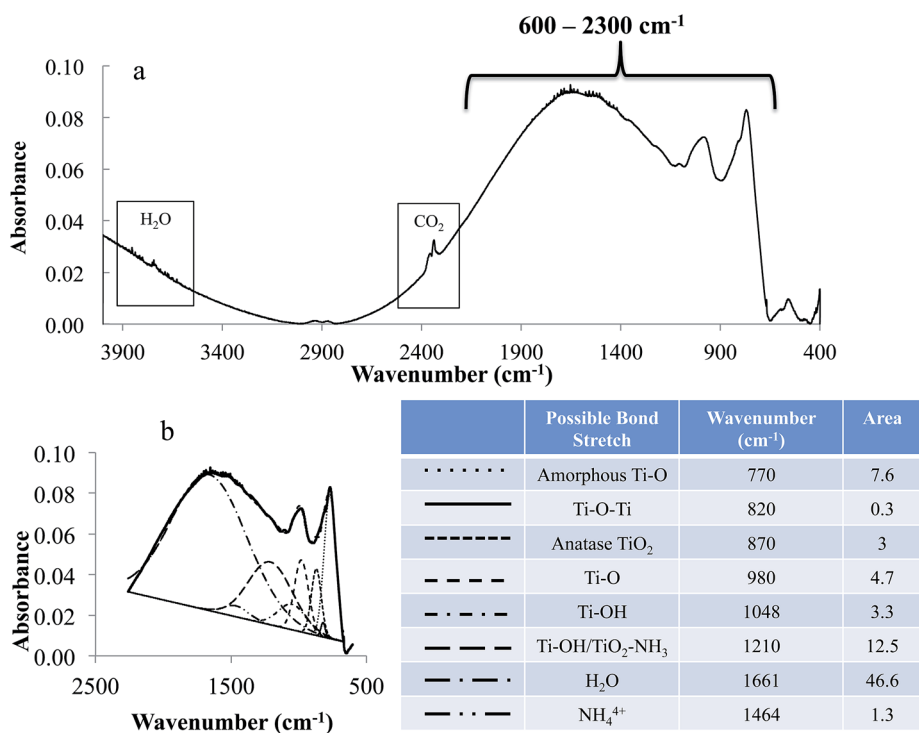 600 – 2300 cm-1
a
0.10
0.08
0.06
0.04
0.02
0.00
Absorbance
H2O
CO2
3900 3400 2900 2400 1900 1400 900 400
Wavenumber (cm-1)
b
0.10
0.08
0.06
0.04
0.02
0.00
Absorbance
2500 1500 500
Wavenumber (cm-1)
Possible Bond Stretch Wavenumber (cm-1) Area
Amorphous Ti-O 770 7.6
Ti-O-Ti 820 0.3
Anatase TiO2 870 3
Ti-O 980 4.7
Ti-OH 1048 3.3
Ti-OH/TiO2-NH3 1210 12.5
H2O 1661 46.6
NH44+ 1464 1.3